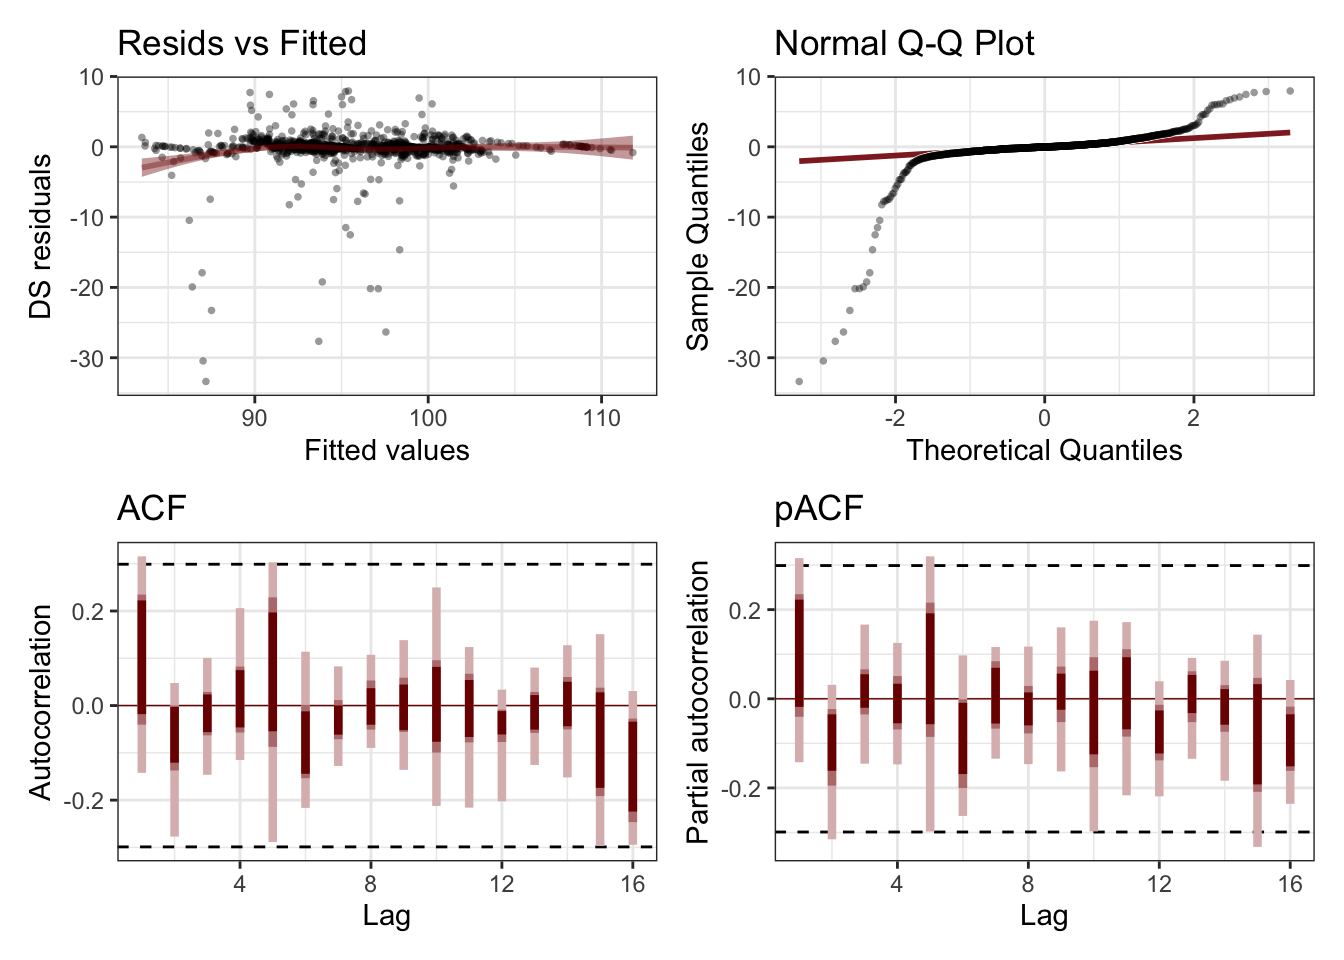 Resids vs Fitted
DS residuals
10
0
-10
-20
-30
90
100
110
Fitted values
Normal Q-Q Plot
Sample Quantiles
10
0
-10
-20
-30
-2
0
2
Theoretical Quantiles
ACF
Autocorrelation
0.2
0.0
-0.2
4
8
12
16
Lag
pACF
Partial autocorrelation
0.2
0.0
-0.2
4
8
12
16
Lag